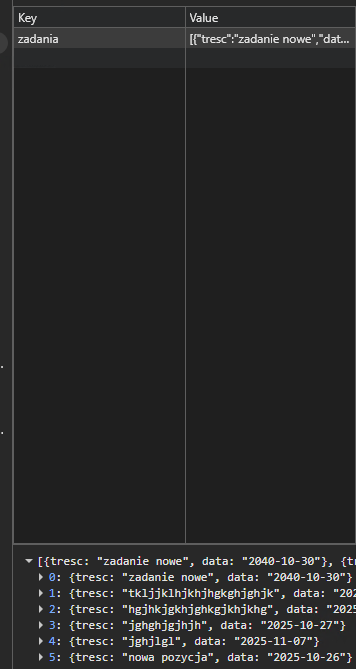 Key Value
zadania [{"tresc":"zadanie nowe","dat...
[{tresc: "zadanie nowe", data: "2040-10-30"}, {tr
0: {tresc: "zadanie nowe", data: "2040-10-30"}
1: {tresc: "tkljjklhjkhjhgkghjghjk", data: "202
2: {tresc: "hgjhkjgkhjghkgjkhjkhg", data: "2025
3: {tresc: "jghghjgjhjh", data: "2025-10-27"}
4: {tresc: "jghjlgl", data: "2025-11-07"}
5: {tresc: "nowa pozycja", data: "2025-10-26"}